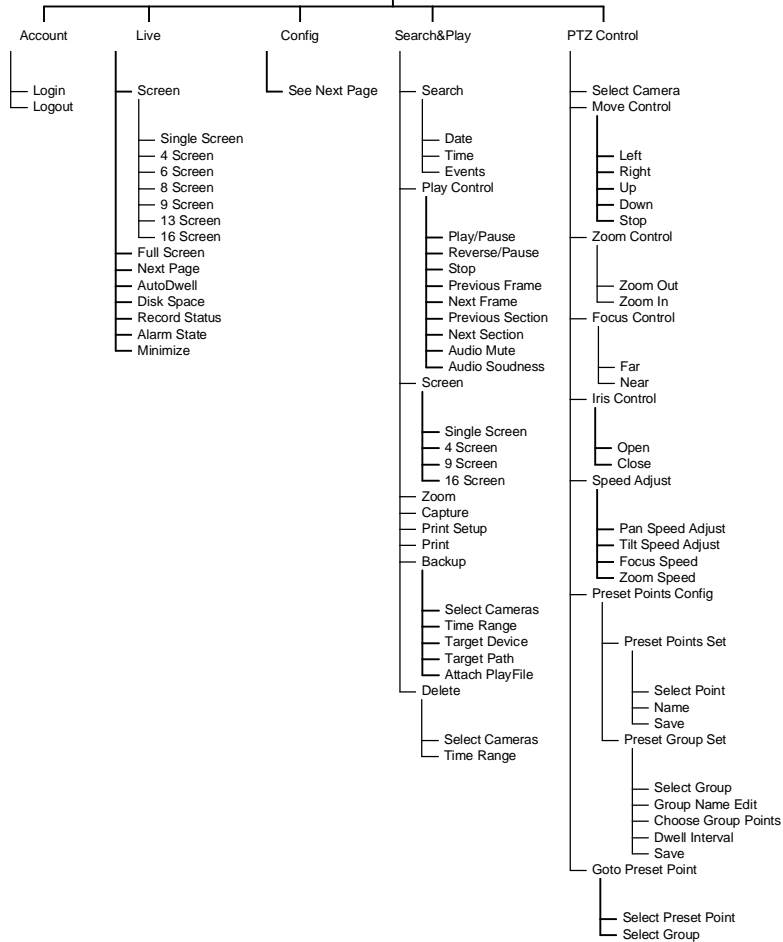 Account
Live
Config
Search&Play
PTZ Control
Login
Logout
Screen
Single Screen
4 Screen
6 Screen
8 Screen
9 Screen
13 Screen
16 Screen
Full Screen
Next Page
AutoDwell
Disk Space
Record Status
Alarm State
Minimize
See Next Page
Search
Date
Time
Events
Play Control
Play/Pause
Reverse/Pause
Stop
Previous Frame
Next Frame
Previous Section
Next Section
Audio Mute
Audio Soudness
Screen
Single Screen
4 Screen
9 Screen
16 Screen
Zoom
Capture
Print Setup
Print
Backup
Select Cameras
Time Range
Target Device
Target Path
Attach PlayFile
Delete
Select Cameras
Time Range
Select Camera
Move Control
Left
Right
Up
Down
Stop
Zoom Control
Zoom Out
Zoom In
Focus Control
Far
Near
Iris Control
Open
Close
Speed Adjust
Pan Speed Adjust
Tilt Speed Adjust
Focus Speed
Zoom Speed
Preset Points Config
Preset Points Set
Select Point
Name
Save
Preset Group Set
Select Group
Group Name Edit
Choose Group Points
Dwell Interval
Save
Goto Preset Point
Select Preset Point
Select Group